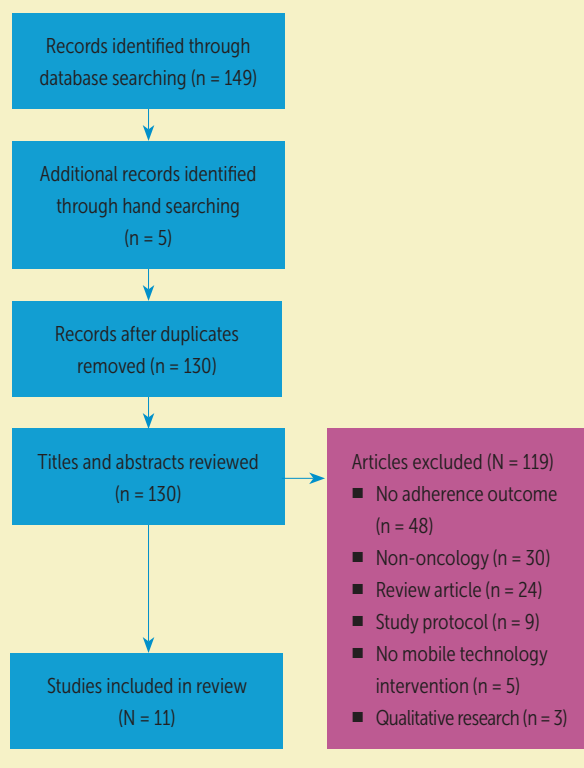 Records identified through
database searching (n = 149)
Additional records identified
through hand searching
(n = 5)
Records after duplicates
removed (n = 130)
Titles and abstracts reviewed
(n = 130)
Articles excluded (N = 119)
■ No adherence outcome
(n = 48)
■ Non-oncology (n = 30)
■ Review article (n = 24)
■ Study protocol (n = 9)
■ No mobile technology
intervention (n = 5)
■ Qualitative research (n = 3)
Studies included in review
(N = 11)